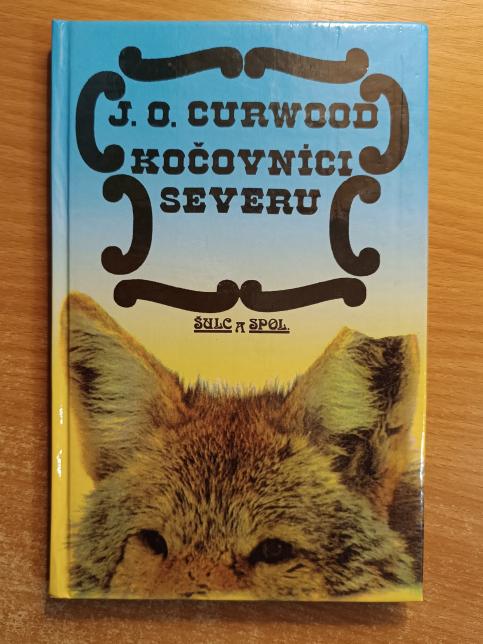 J. O. CURWOOD
KOČOVNÍCI
SEVERU
ŠULC A SPOL.